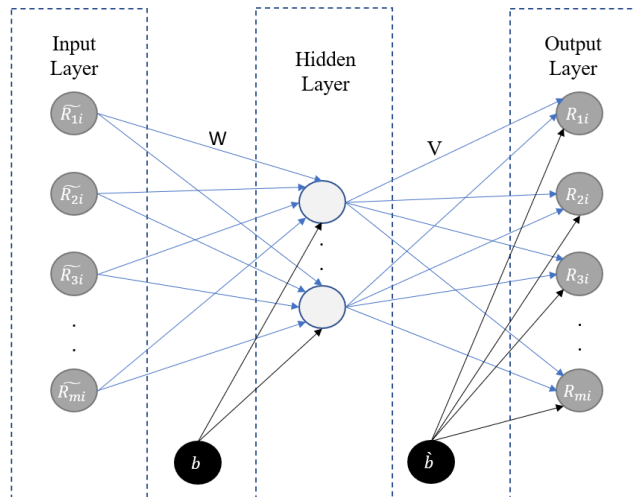 Input
Layer
Hidden
Layer
Output
Layer
W
V
R̃₁ᵢ
R̃₂ᵢ
R̃₃ᵢ
.
.
R̃ₘᵢ
.
.
R₁ᵢ
R₂ᵢ
R₃ᵢ
.
.
Rₘᵢ
b
b̀